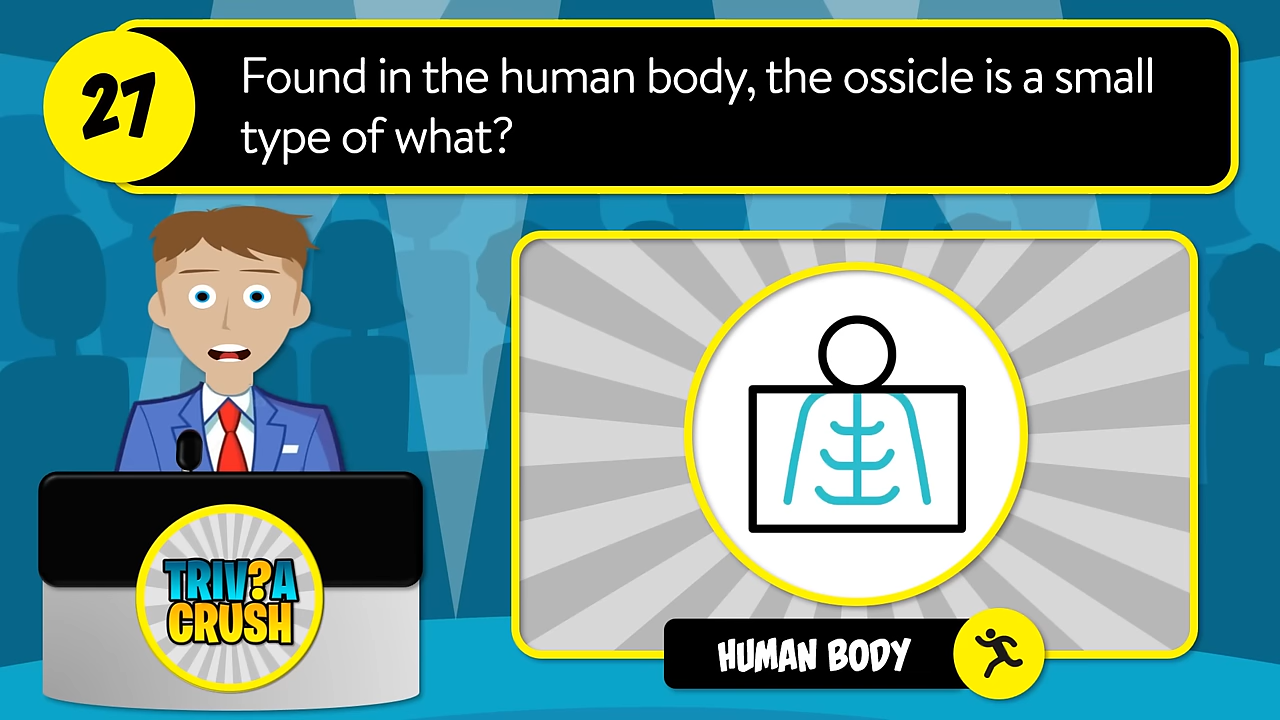 27
Found in the human body, the ossicle is a small
type of what?
TRIV?A
CRUSH
HUMAN BODY